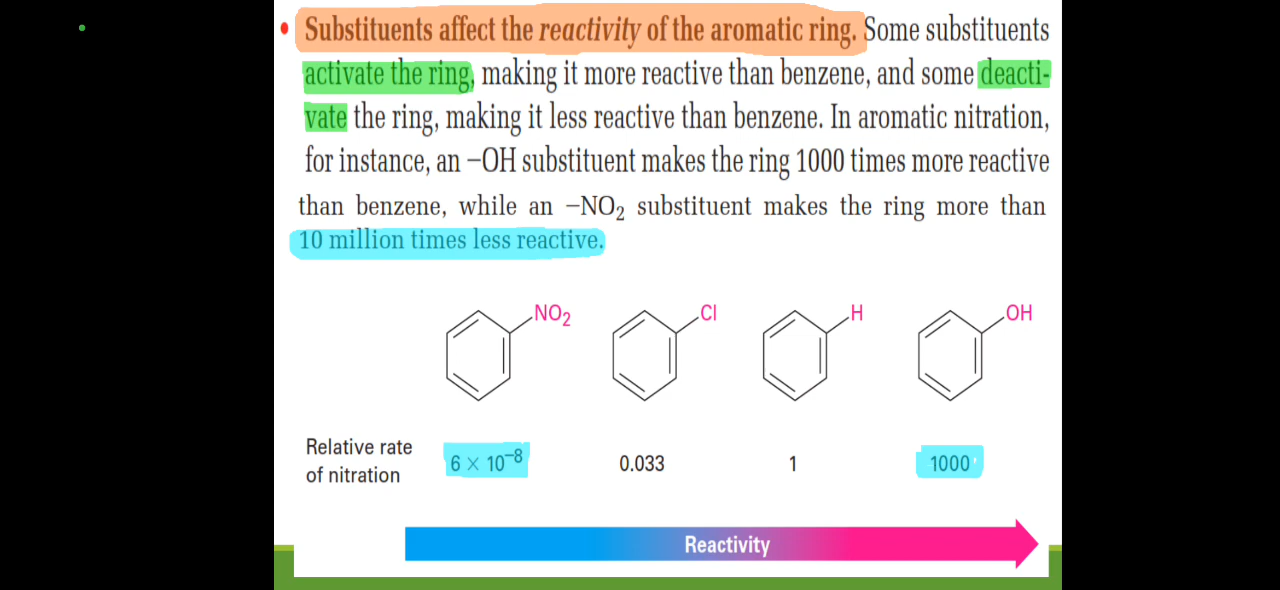 • Substituents affect the reactivity of the aromatic ring. Some substituents
activate the ring, making it more reactive than benzene, and some deacti-
vate the ring, making it less reactive than benzene. In aromatic nitration,
for instance, an −OH substituent makes the ring 1000 times more reactive
than benzene, while an −NO₂ substituent makes the ring more than
10 million times less reactive.
NO₂ Cl H OH
Relative rate
of nitration
6 × 10⁻⁸ 0.033 1 1000
Reactivity